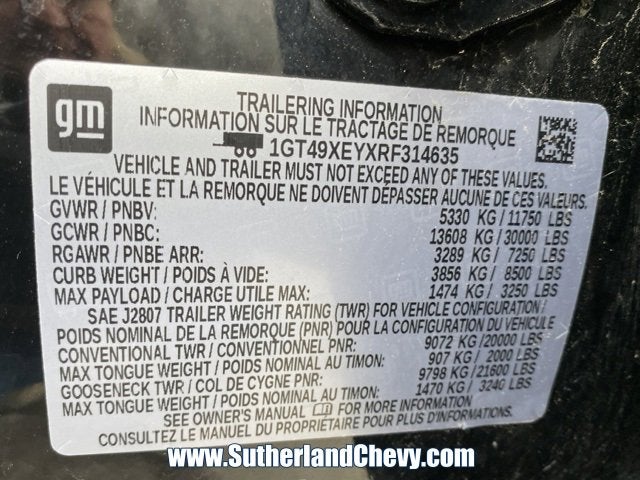 gm
TRAILERING INFORMATION
INFORMATION SUR LE TRACTAGE DE REMORQUE
1GT49XEYXRF314635
VEHICLE AND TRAILER MUST NOT EXCEED ANY OF THESE VALUES.
LE VÉHICULE ET LA REMORQUE NE DOIVENT DÉPASSER AUCUNE DE CES VALEURS.
GVWR / PNBV: 5330 KG/11750 LBS
GCWR / PNBC: 13608 KG/30000 LBS
RGAWR / PNBE ARR: 3289 KG/ 7250 LBS
CURB WEIGHT / POIDS À VIDE: 3856 KG/ 8500 LBS
MAX PAYLOAD / CHARGE UTILE MAX: 1474 KG/ 3250 LBS
SAE J2807 TRAILER WEIGHT RATING (TWR) FOR VEHICLE CONFIGURATION/
POIDS NOMINAL DE LA REMORQUE (PNR) POUR LA CONFIGURATION DU VÉHICULE
CONVENTIONAL TWR / CONVENTIONNEL PNR: 9072 KG/20000 LBS
MAX TONGUE WEIGHT / POIDS MAXIMAL AU TIMON: 907 KG/ 2000 LBS
GOOSENECK TWR / COL DE CYGNE PNR: 9798 KG/21600 LBS
MAX TONGUE WEIGHT / POIDS MAXIMAL AU TIMON: 1470 KG/ 3240 LBS
SEE OWNER'S MANUAL FOR MORE INFORMATION.
CONSULTEZ LE MANUEL DU PROPRIÉTAIRE POUR PLUS D'INFORMATION.
www.SutherlandChevy.com